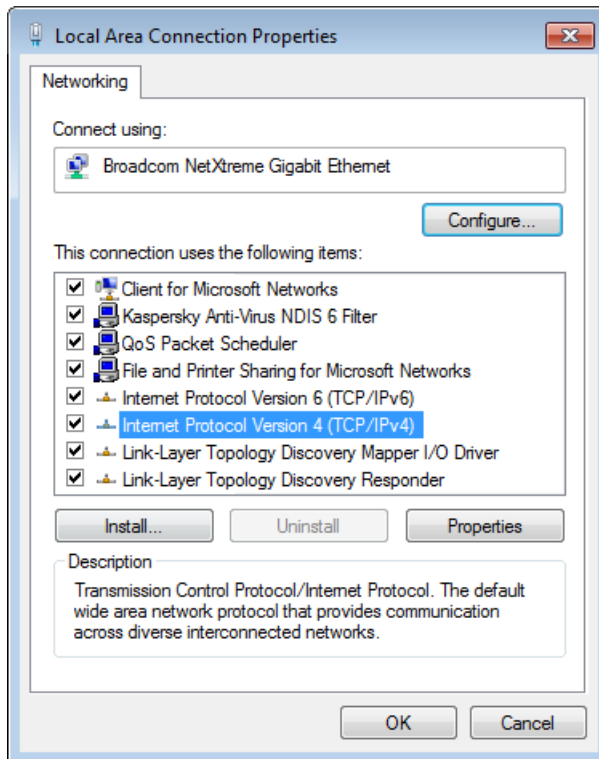 Local Area Connection Properties
Networking
Connect using:
Broadcom NetXtreme Gigabit Ethernet
Configure...
This connection uses the following items:
Client for Microsoft Networks
Kaspersky Anti-Virus NDIS 6 Filter
QoS Packet Scheduler
File and Printer Sharing for Microsoft Networks
Internet Protocol Version 6 (TCP/IPv6)
Internet Protocol Version 4 (TCP/IPv4)
Link-Layer Topology Discovery Mapper I/O Driver
Link-Layer Topology Discovery Responder
Install... Uninstall Properties
Description
Transmission Control Protocol/Internet Protocol. The default
wide area network protocol that provides communication
across diverse interconnected networks.
OK Cancel